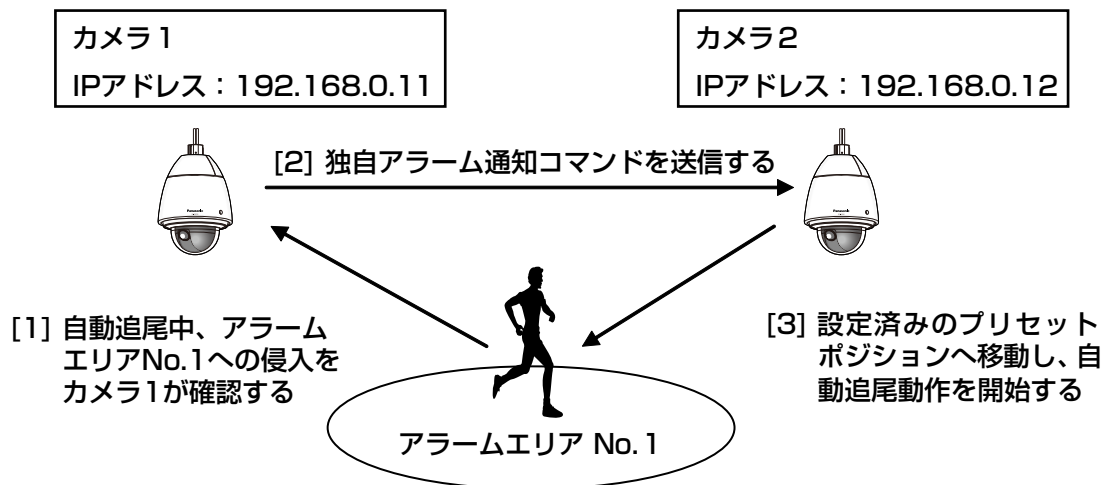 カメラ1
IPアドレス:192.168.0.11
カメラ2
IPアドレス:192.168.0.12
[2] 独自アラーム通知コマンドを送信する
Panasonic
Panasonic
[1] 自動追尾中、アラーム
エリアNo.1への侵入を
カメラ1が確認する
[3] 設定済みのプリセット
ポジションへ移動し、自
動追尾動作を開始する
アラームエリア No.1